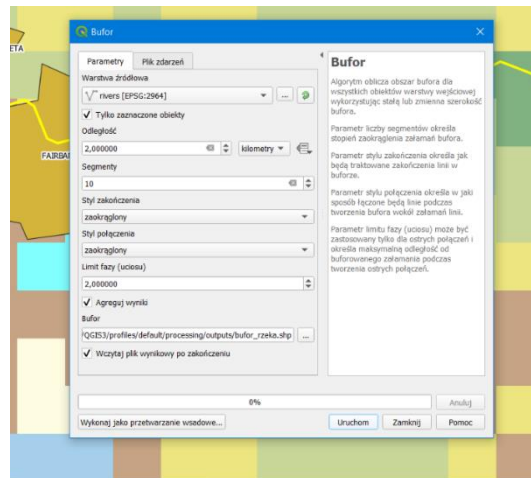 Bufor
Parametry
Plik zdarzeń
Warstwa źródłowa
rivers [EPSG:2964]
...
Tylko zaznaczone obiekty
Odległość
2,000000
kilometry
Segmenty
10
Styl zakończenia
zaokrąglony
Styl połączenia
zaokrąglony
Limit fazy (uciosu)
2,000000
Agreguj wyniki
Bufor
'QGIS3/profiles/default/processing/outputs/bufor_rzeka.shp
...
Wczytaj plik wynikowy po zakończeniu
Bufor
Algorytm oblicza obszar bufora dla
wszystkich obiektów warstwy wejściowej
wykorzystując stałą lub zmienna szerokość
bufora.
Parametr liczby segmentów określa
stopień zaokrąglenia załamań bufora.
Parametr stylu zakończenia określa jak
będą traktowane zakończenia linii w
buforze.
Parametr stylu połączenia określa w jaki
sposób łączone będą linie podczas
tworzenia bufora wokół załamań linii.
Parametr limitu fazy (uciosu) może być
zastosowany tylko dla ostrych połączeń i
określa maksymalną odległość od
buforowanego załamania podczas
tworzenia ostrych połączeń.
0%
Anuluj
Wykonaj jako przetwarzanie wsadowe...
Uruchom
Zamknij
Pomoc
ETA
FAIRBA